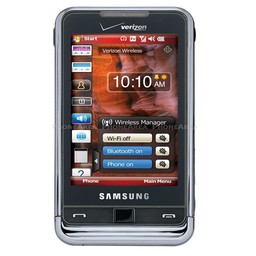 verizon
Start
Verizon Wireless
10:10 AM
Wireless Manager
Wi-Fi off
Bluetooth on
Phone on
Phone Main Menu
SAMSUNG